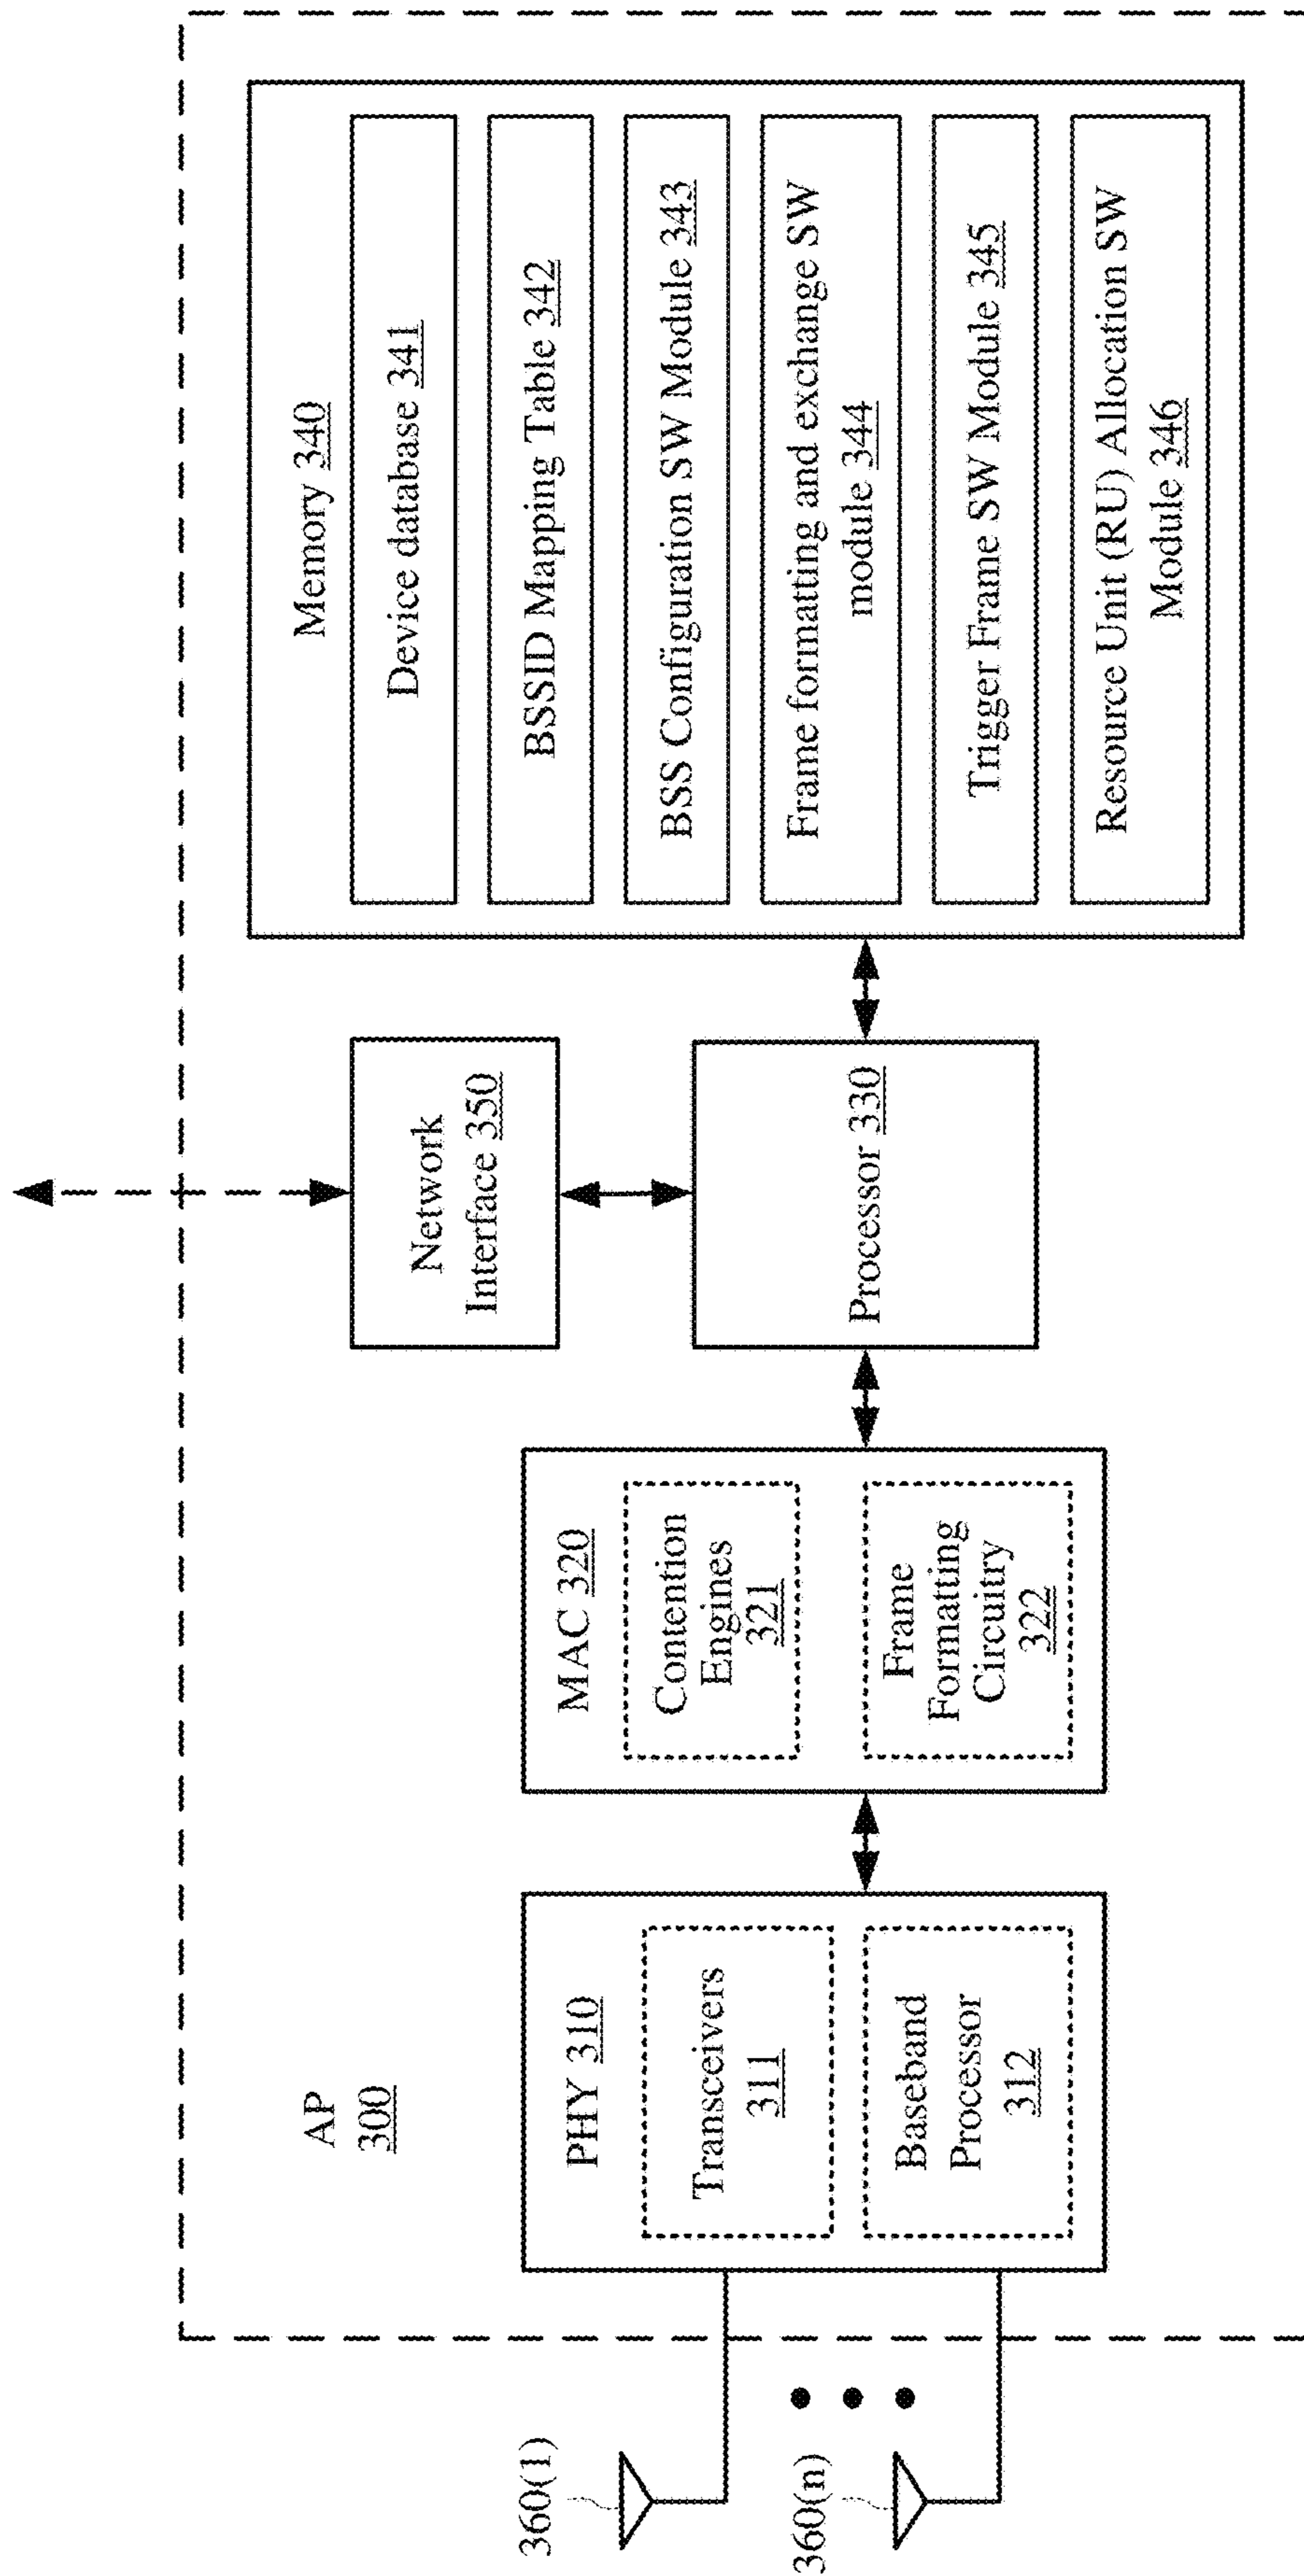 AP
300
360(1)
360(n)
PHY 310
Transceivers
311
Baseband
Processor
312
MAC 320
Contention
Engines
321
Frame
Formatting
Circuitry
322
Network
Interface 350
Processor 330
Memory 340
Device database 341
BSSID Mapping Table 342
BSS Configuration SW Module 343
Frame formatting and exchange SW
module 344
Trigger Frame SW Module 345
Resource Unit (RU) Allocation SW
Module 346